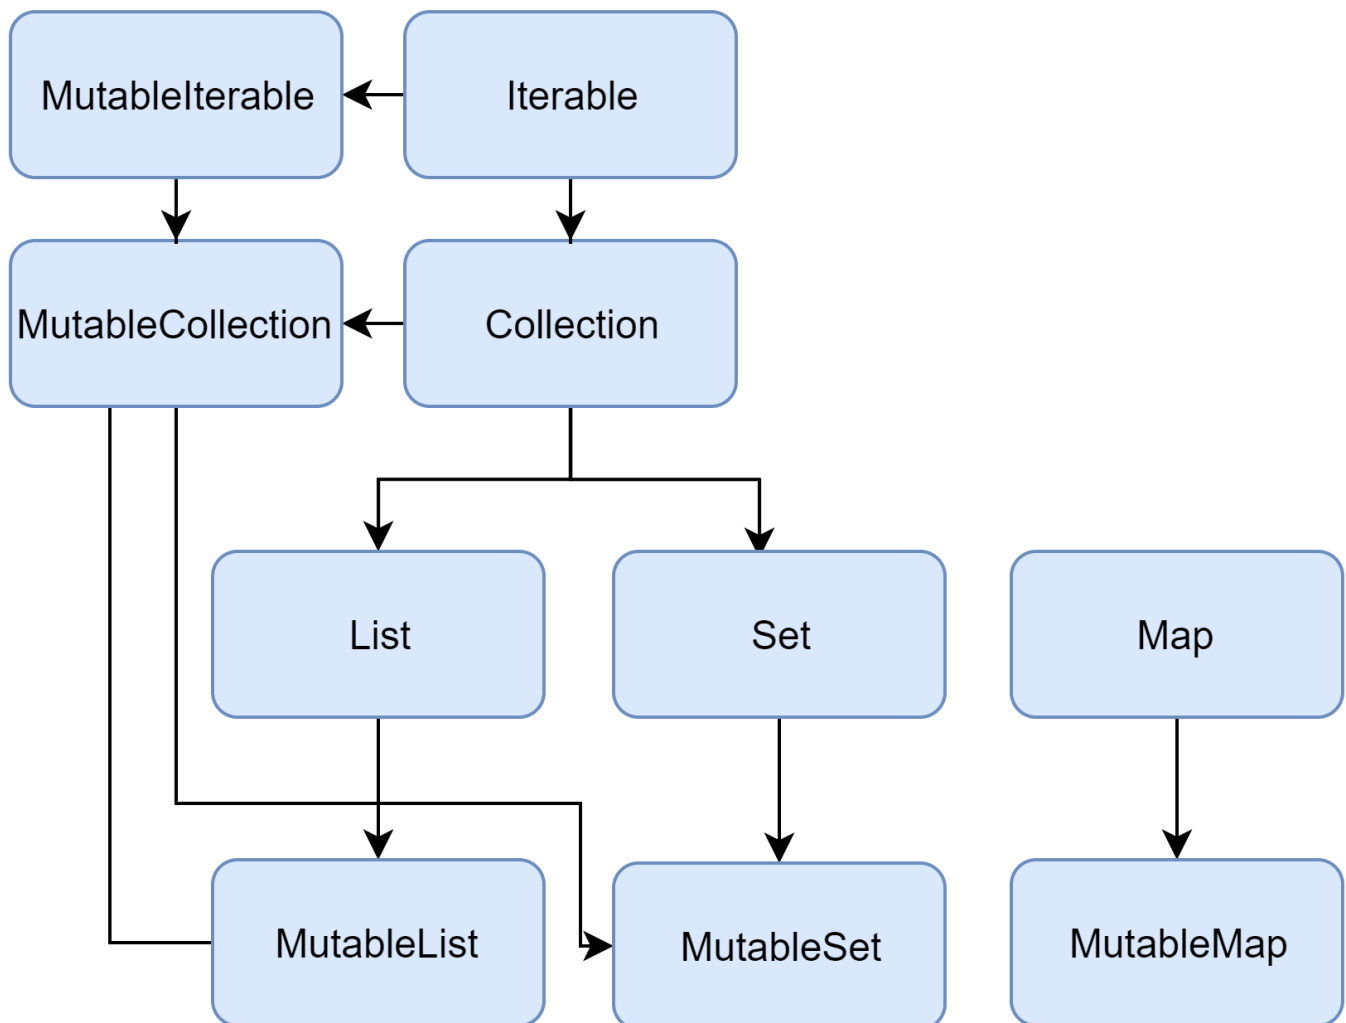 MutableIterable
Iterable
MutableCollection
Collection
List
Set
Map
MutableList
MutableSet
MutableMap